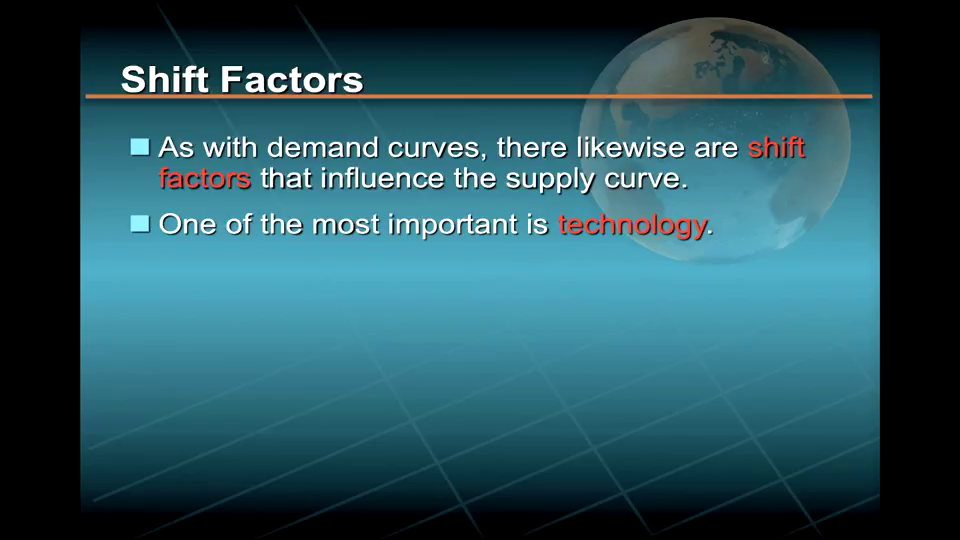 Shift Factors
As with demand curves, there likewise are shift
factors that influence the supply curve.
One of the most important is technology.